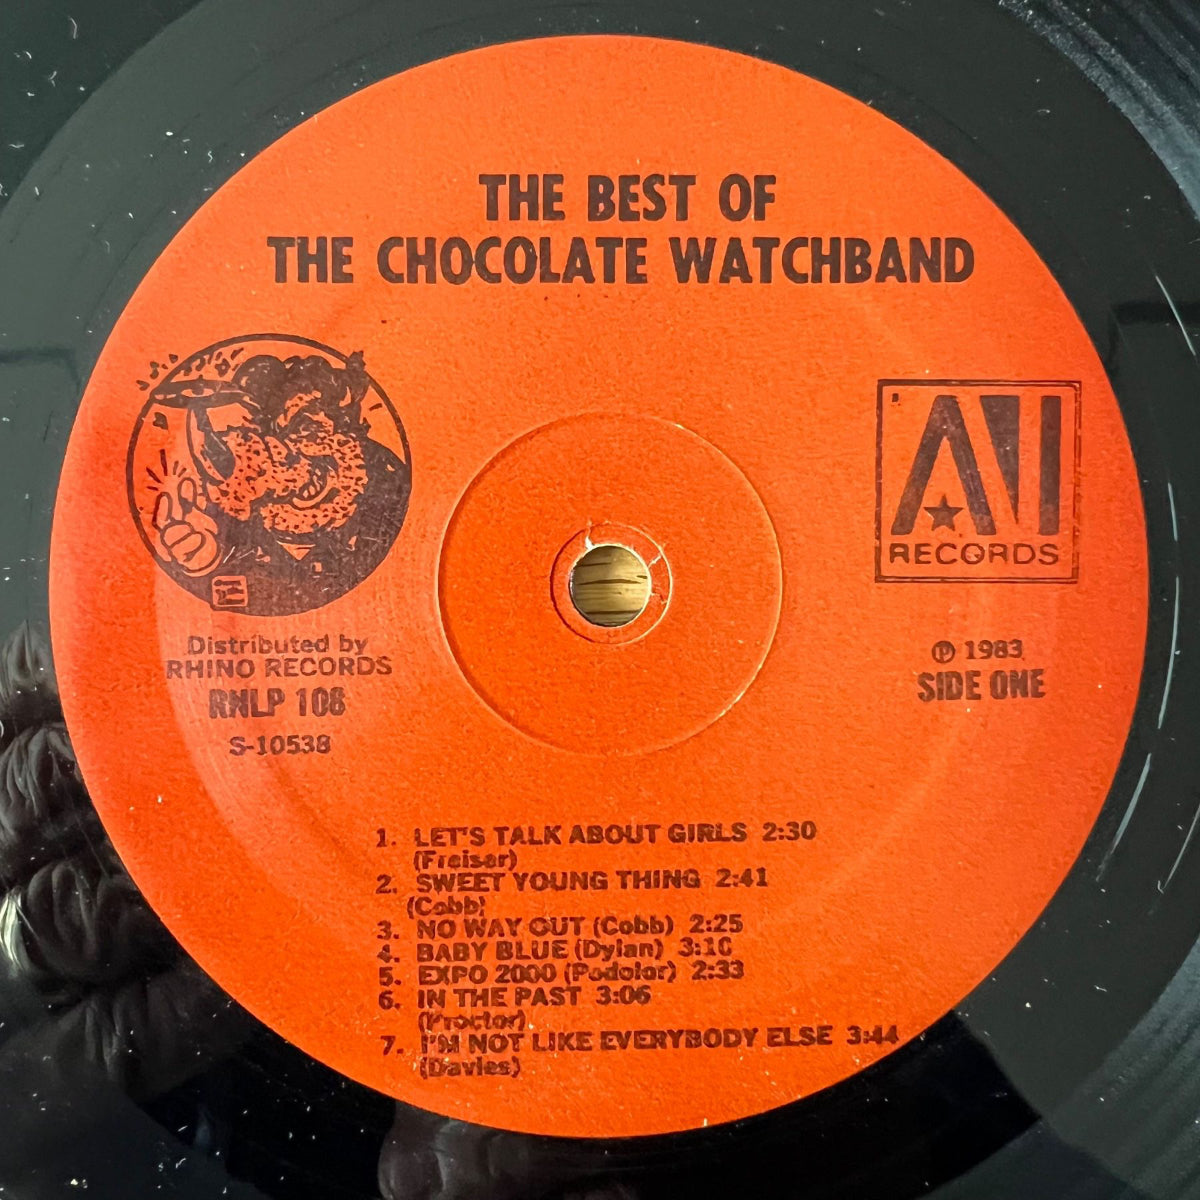 THE BEST OF
THE CHOCOLATE WATCHBAND
AVI
RECORDS
Distributed by
RHINO RECORDS
RNLP 108
S-10538
℗ 1983
SIDE ONE
1. LET'S TALK ABOUT GIRLS 2:30
(Freiser)
2. SWEET YOUNG THING 2:41
(Cobb)
3. NO WAY OUT (Cobb) 2:25
4. BABY BLUE (Dylan) 3:10
5. EXPO 2000 (Podolor) 2:33
6. IN THE PAST 3:06
(Proctor)
7. I'M NOT LIKE EVERYBODY ELSE 3:44
(Davies)